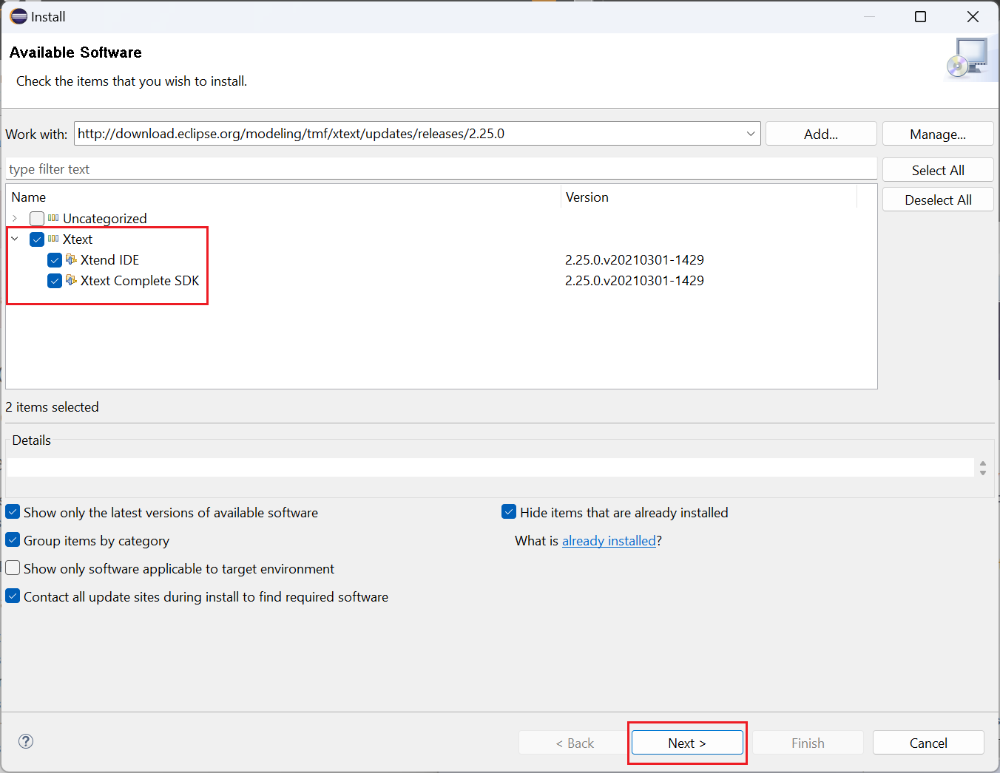 Install
Available Software
Check the items that you wish to install.
Work with: http://download.eclipse.org/modeling/tmf/xtext/updates/releases/2.25.0 Add... Manage...
type filter text Select All
Deselect All
Name Version
Uncategorized
Xtext
Xtend IDE 2.25.0.v20210301-1429
Xtext Complete SDK 2.25.0.v20210301-1429
2 items selected
Details
Show only the latest versions of available software Hide items that are already installed
Group items by category What is already installed?
Show only software applicable to target environment
Contact all update sites during install to find required software
? < Back Next > Finish Cancel